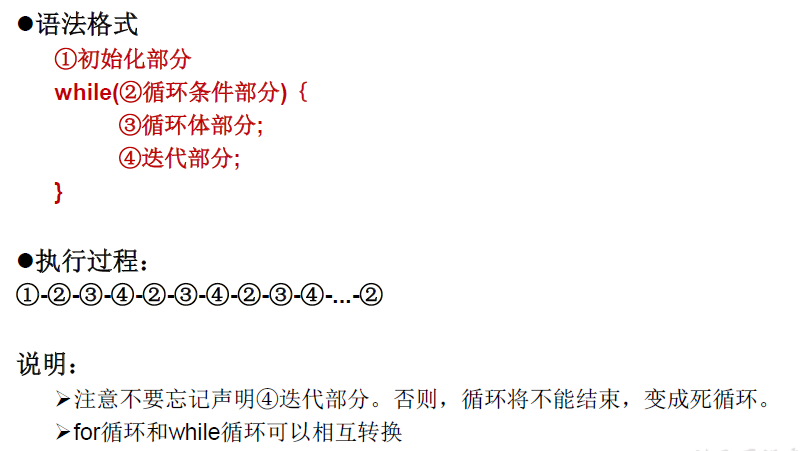 ●语法格式
①初始化部分
while(②循环条件部分)｛
③循环体部分;
④迭代部分;
}
●执行过程：
①-②-③-④-②-③-④-②-③-④-...-②
说明：
➢注意不要忘记声明④迭代部分。否则，循环将不能结束，变成死循环。
➢for循环和while循环可以相互转换